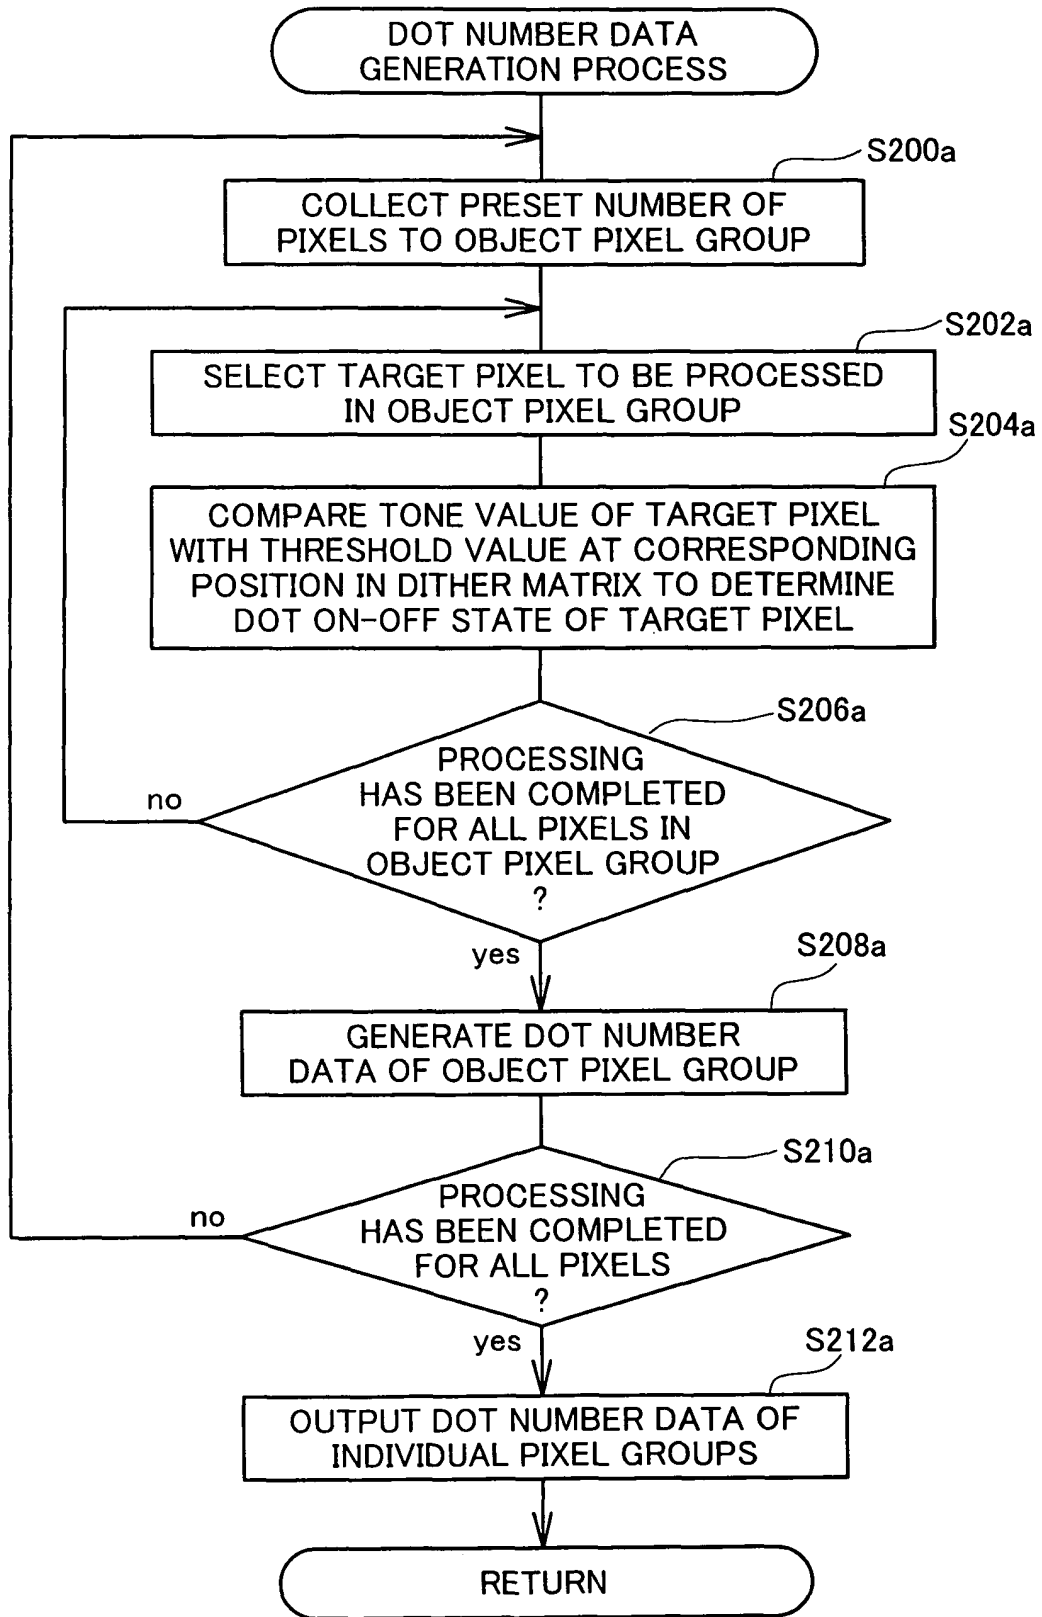 DOT NUMBER DATA
GENERATION PROCESS
S200a
COLLECT PRESET NUMBER OF
PIXELS TO OBJECT PIXEL GROUP
S202a
SELECT TARGET PIXEL TO BE PROCESSED
IN OBJECT PIXEL GROUP
S204a
COMPARE TONE VALUE OF TARGET PIXEL
WITH THRESHOLD VALUE AT CORRESPONDING
POSITION IN DITHER MATRIX TO DETERMINE
DOT ON-OFF STATE OF TARGET PIXEL
S206a
PROCESSING
HAS BEEN COMPLETED
FOR ALL PIXELS IN
OBJECT PIXEL GROUP
?
no
yes
S208a
GENERATE DOT NUMBER
DATA OF OBJECT PIXEL GROUP
S210a
PROCESSING
HAS BEEN COMPLETED
FOR ALL PIXELS
?
no
yes
S212a
OUTPUT DOT NUMBER DATA OF
INDIVIDUAL PIXEL GROUPS
RETURN